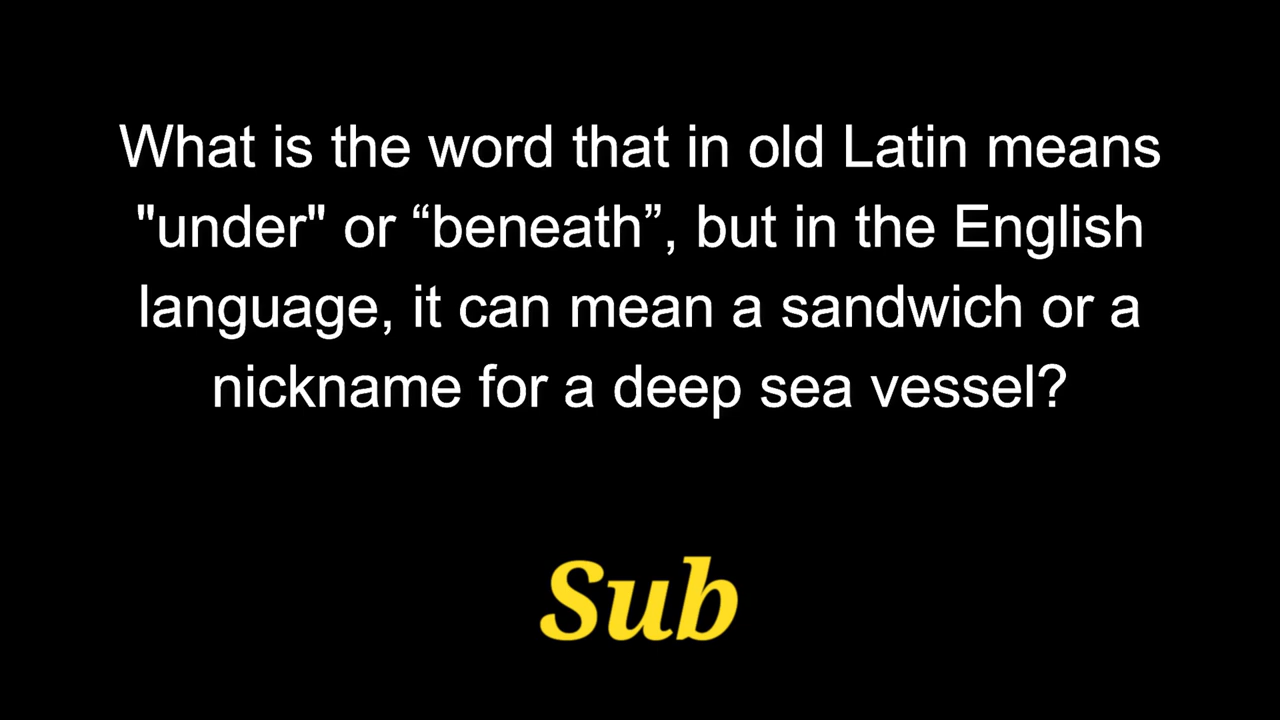 What is the word that in old Latin means
"under" or “beneath”, but in the English
language, it can mean a sandwich or a
nickname for a deep sea vessel?
Sub